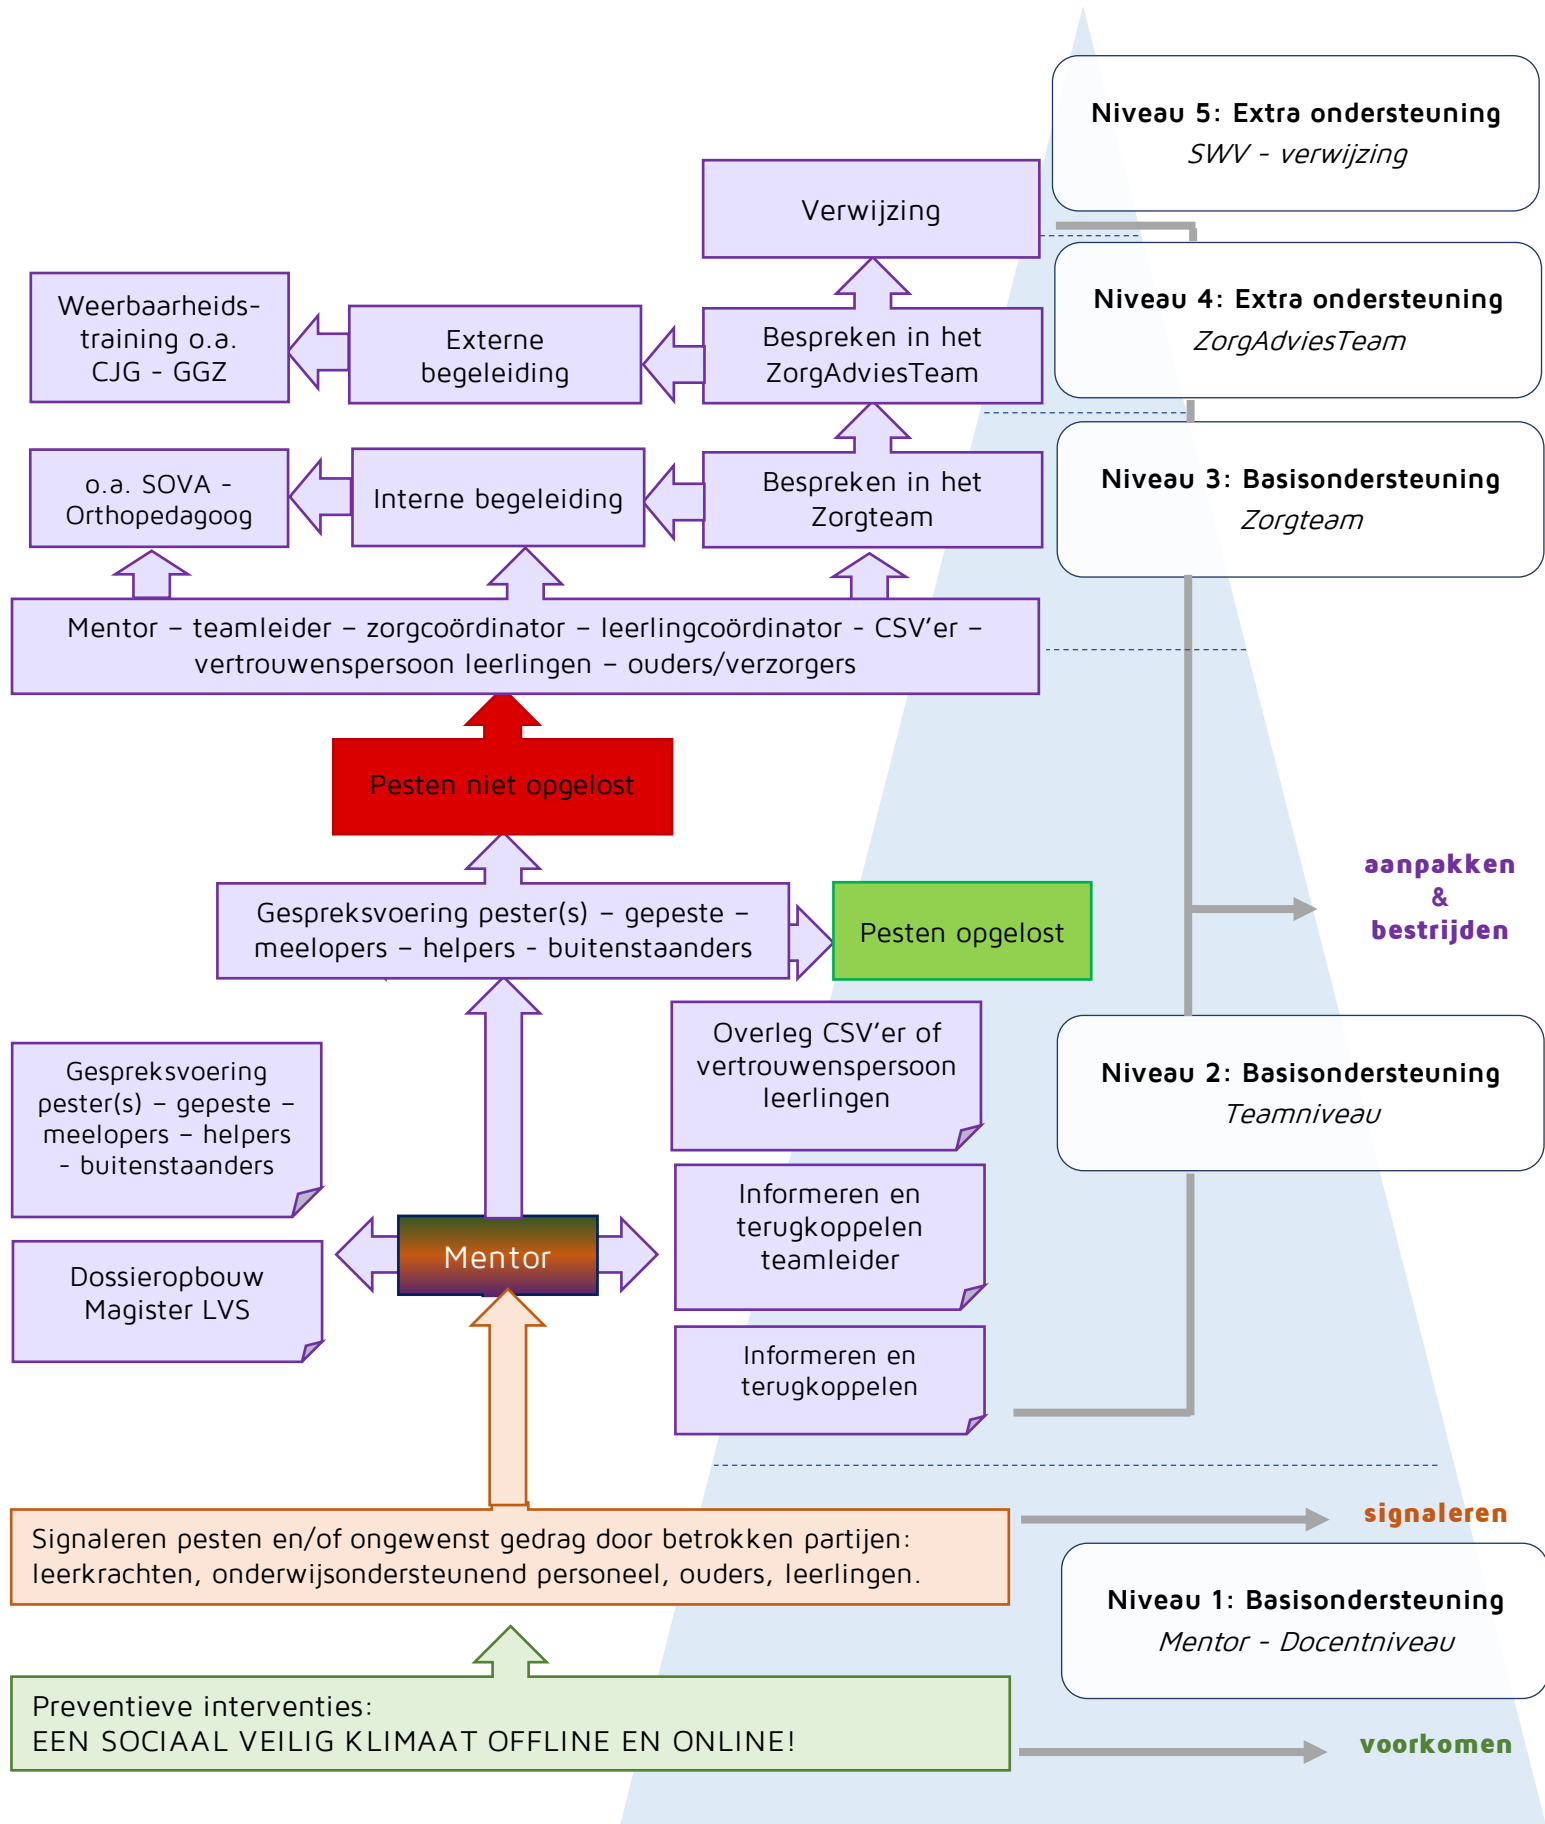 Niveau 5: Extra ondersteuning
SWV - verwijzing
Verwijzing
Niveau 4: Extra ondersteuning
ZorgAdviesTeam
Weerbaarheids-
training o.a.
CJG - GGZ
Externe
begeleiding
Bespreken in het
ZorgAdviesTeam
Niveau 3: Basisondersteuning
Zorgteam
o.a. SOVA -
Orthopedagoog
Interne begeleiding
Bespreken in het
Zorgteam
Mentor – teamleider – zorgcoördinator – leerlingcoördinator - CSV’er –
vertrouwenspersoon leerlingen – ouders/verzorgers
Pesten niet opgelost
aanpakken
&
bestrijden
Gespreksvoering pester(s) – gepeste –
meelopers – helpers - buitenstaanders
Pesten opgelost
Overleg CSV’er of
vertrouwenspersoon
leerlingen
Gespreksvoering
pester(s) – gepeste –
meelopers – helpers
- buitenstaanders
Niveau 2: Basisondersteuning
Teamniveau
Informeren en
terugkoppelen
teamleider
Mentor
Dossieropbouw
Magister LVS
Informeren en
terugkoppelen
signaleren
Signaleren pesten en/of ongewenst gedrag door betrokken partijen:
leerkrachten, onderwijsondersteunend personeel, ouders, leerlingen.
Niveau 1: Basisondersteuning
Mentor - Docentniveau
Preventieve interventies:
EEN SOCIAAL VEILIG KLIMAAT OFFLINE EN ONLINE!
voorkomen